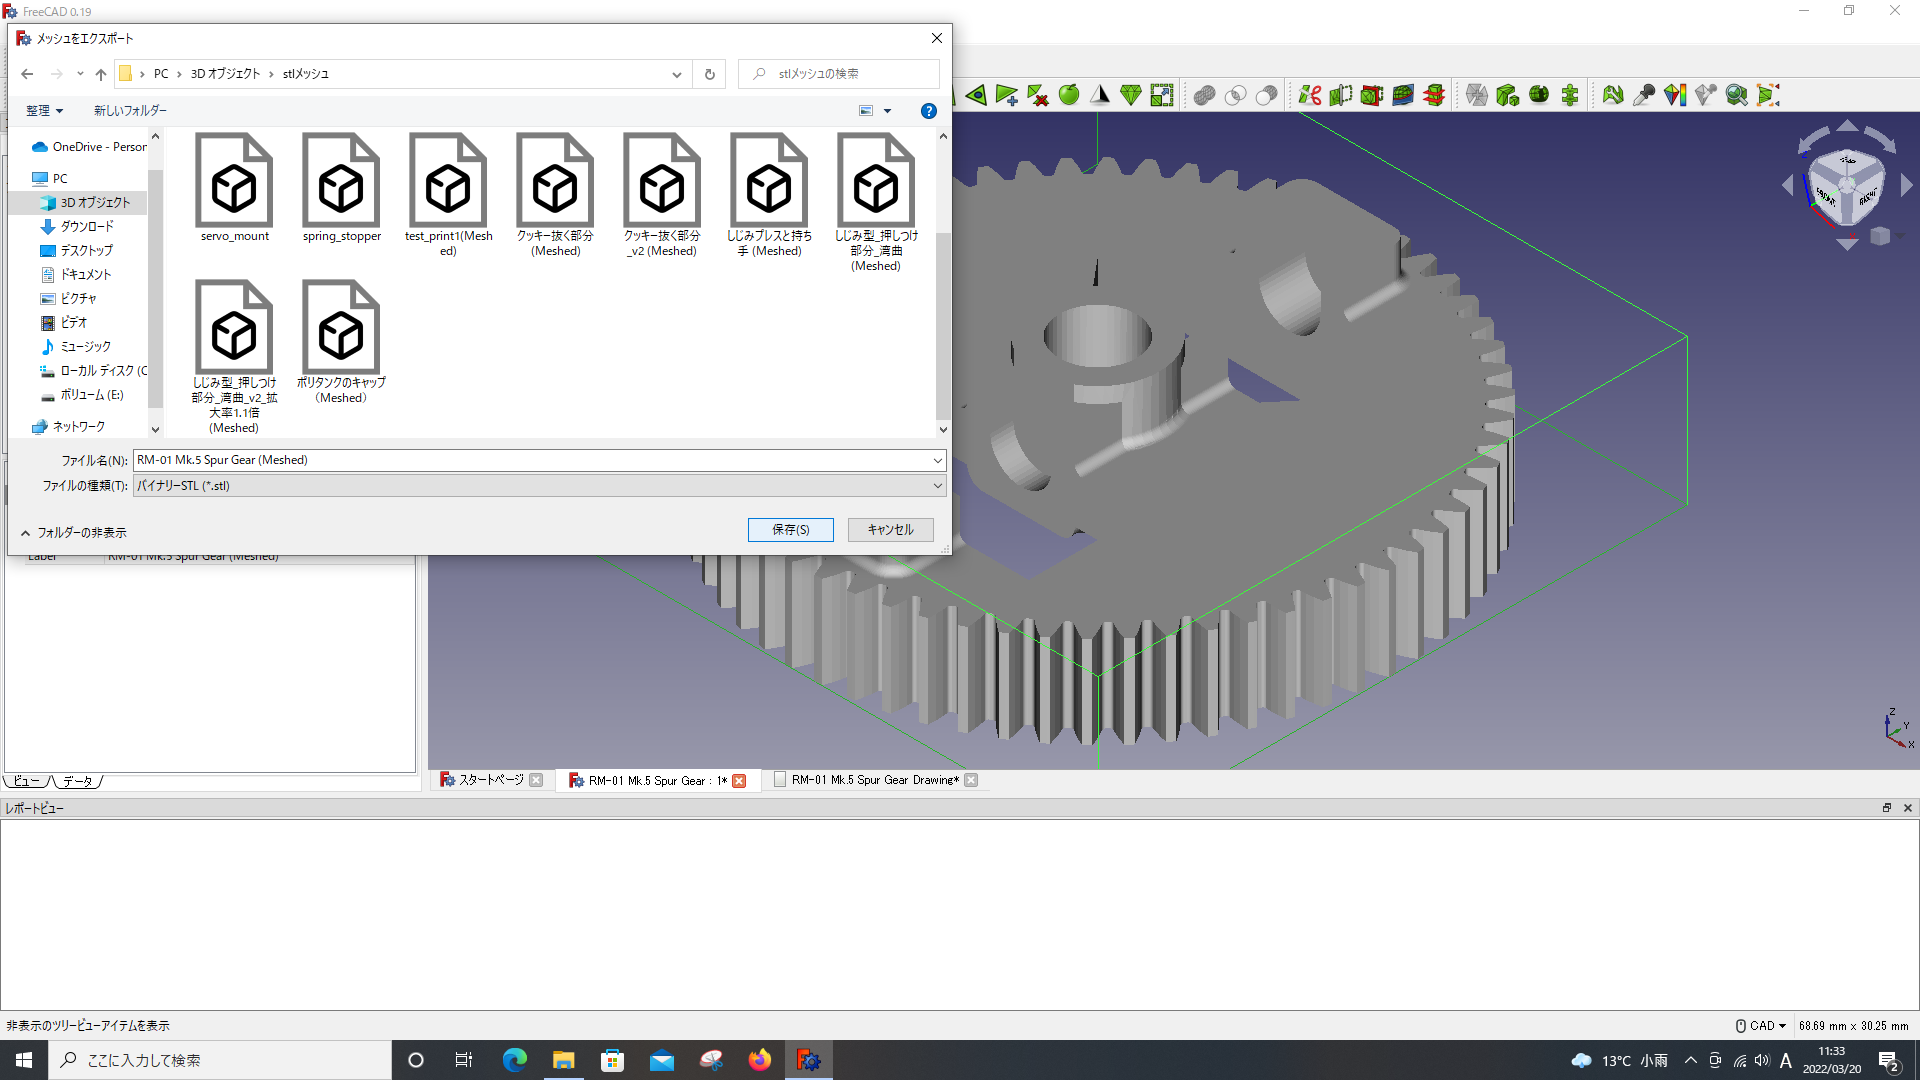 FreeCAD 0.19
メッシュをエクスポート
PC
3D オブジェクト
stlメッシュ
stlメッシュの検索
整理
新しいフォルダー
OneDrive - Person
PC
3D オブジェクト
ダウンロード
デスクトップ
ドキュメント
ピクチャ
ビデオ
ミュージック
ローカル ディスク (C
ボリューム (E:)
ネットワーク
servo_mount
spring_stopper
test_print1(Mesh
ed)
クッキー抜く部分
(Meshed)
クッキー抜く部分
_v2 (Meshed)
しじみプレスと持ち
手 (Meshed)
しじみ型_押しつけ
部分_湾曲
(Meshed)
しじみ型_押しつけ
部分_湾曲_v2_拡
大率1.1倍
(Meshed)
ポリタンクのキャップ
(Meshed)
ファイル名(N):
RM-01 Mk.5 Spur Gear (Meshed)
ファイルの種類(T):
バイナリーSTL (*.stl)
フォルダーの非表示
保存(S)
キャンセル
Label
RM-01 Mk.5 Spur Gear (Meshed)
FRONT
RIGHT
Z
Y
X
ビュー
データ
スタートページ
RM-01 Mk.5 Spur Gear : 1*
RM-01 Mk.5 Spur Gear Drawing*
レポートビュー
非表示のツリービューアイテムを表示
CAD
68.69 mm x 30.25 mm
ここに入力して検索
13°C 小雨
A
11:33
2022/03/20
2